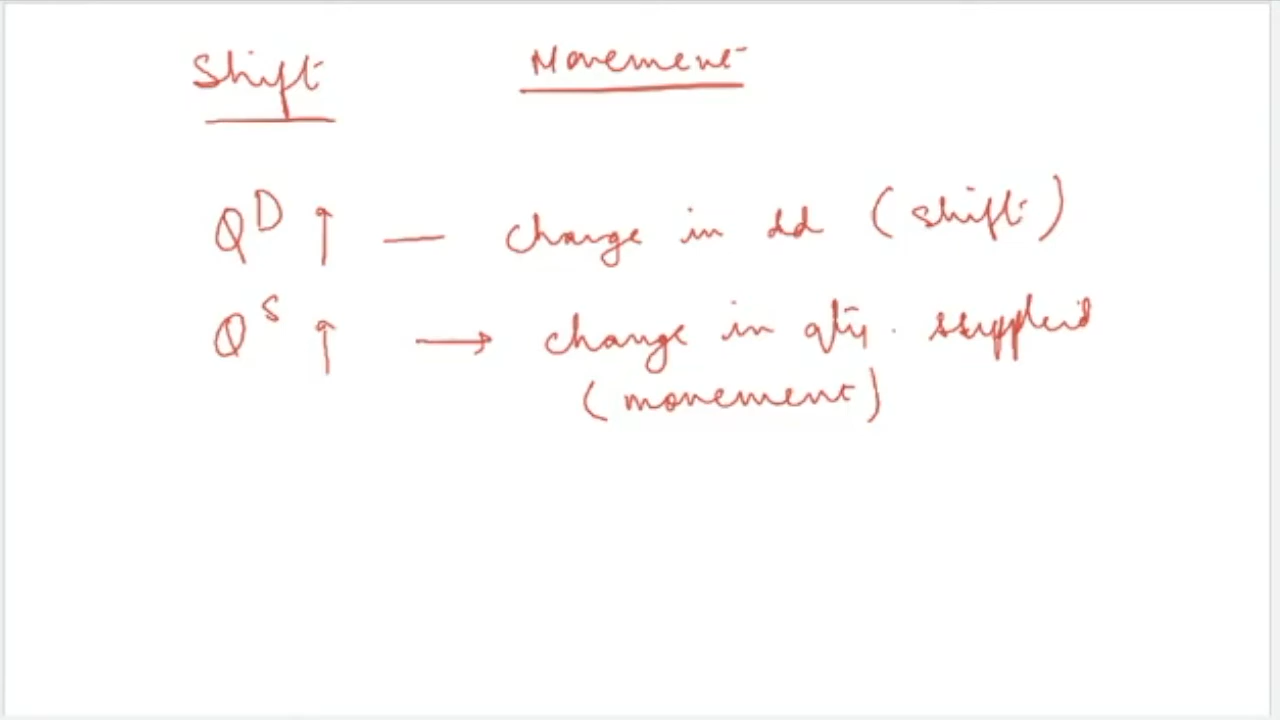 Shift Movement
Q^D ↑ — change in dd (shift)
Q^S ↑ → change in qty. supplied
(movement)